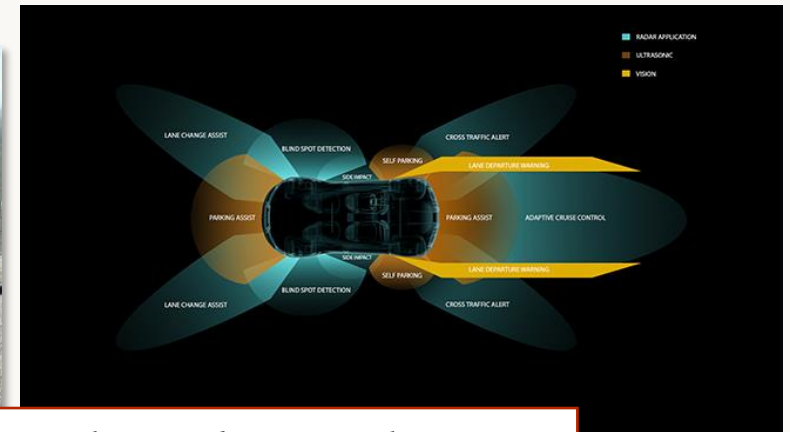 RADAR APPLICATION
ULTRASONIC
VISION
LANE CHANGE ASSIST
CROSS TRAFFIC ALERT
BLIND SPOT DETECTION
SELF PARKING
LANE DEPARTURE WARNING
SIDE IMPACT
PARKING ASSIST
PARKING ASSIST
ADAPTIVE CRUISE CONTROL
SIDE IMPACT
LANE DEPARTURE WARNING
SELF PARKING
BLIND SPOT DETECTION
LANE CHANGE ASSIST
CROSS TRAFFIC ALERT